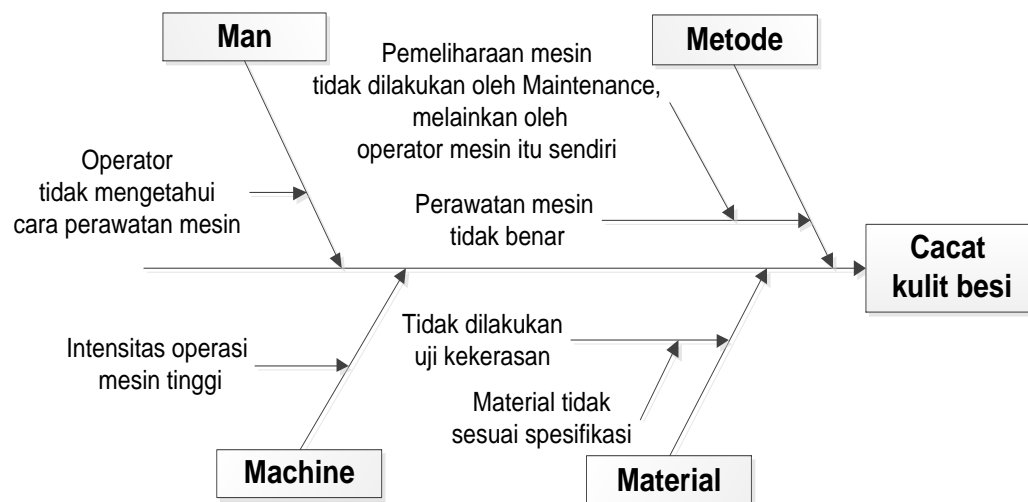 Man
Pemeliharaan mesin
tidak dilakukan oleh Maintenance,
melainkan oleh
operator mesin itu sendiri
Metode
Operator
tidak mengetahui
cara perawatan mesin
Perawatan mesin
tidak benar
Cacat
kulit besi
Intensitas operasi
mesin tinggi
Tidak dilakukan
uji kekerasan
Material tidak
sesuai spesifikasi
Machine
Material